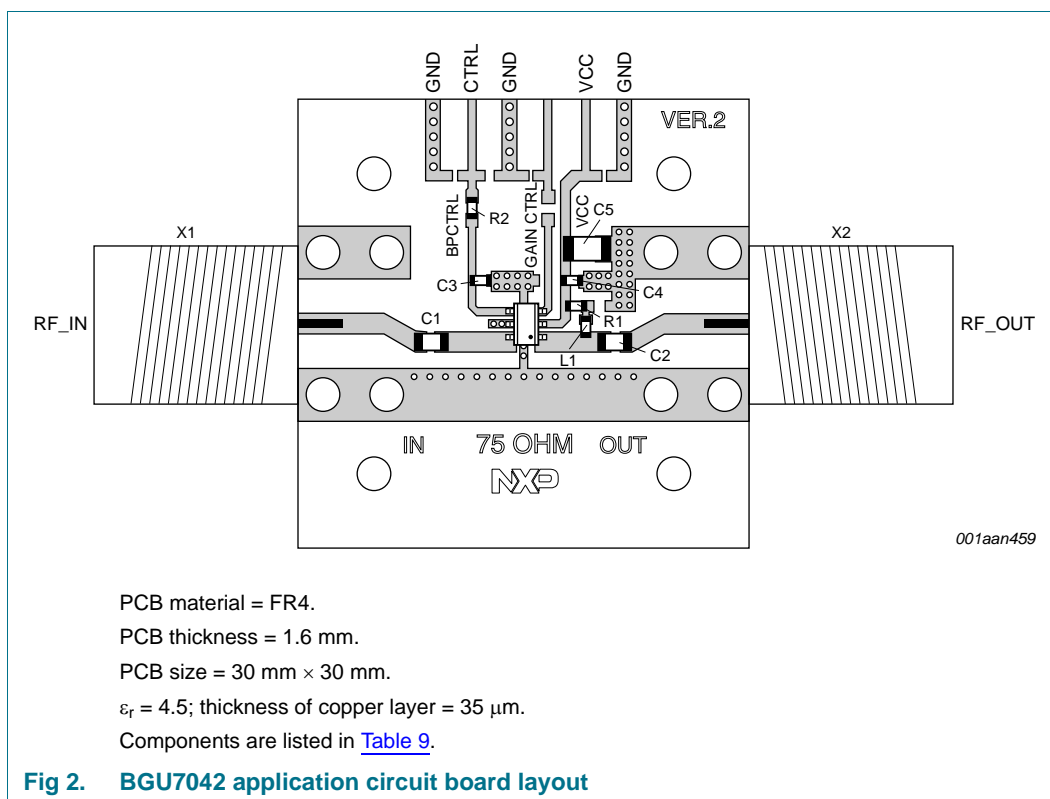 GND
CTRL
GND
VCC
GND
VER.2
BPCTRL
R2
GAIN CTRL
VCC
C5
X1
X2
C3
C4
RF_IN
C1
R1
RF_OUT
L1
C2
IN 75 OHM OUT
NXP
001aan459
PCB material = FR4.
PCB thickness = 1.6 mm.
PCB size = 30 mm × 30 mm.
εr = 4.5; thickness of copper layer = 35 μm.
Components are listed in Table 9.
Fig 2. BGU7042 application circuit board layout